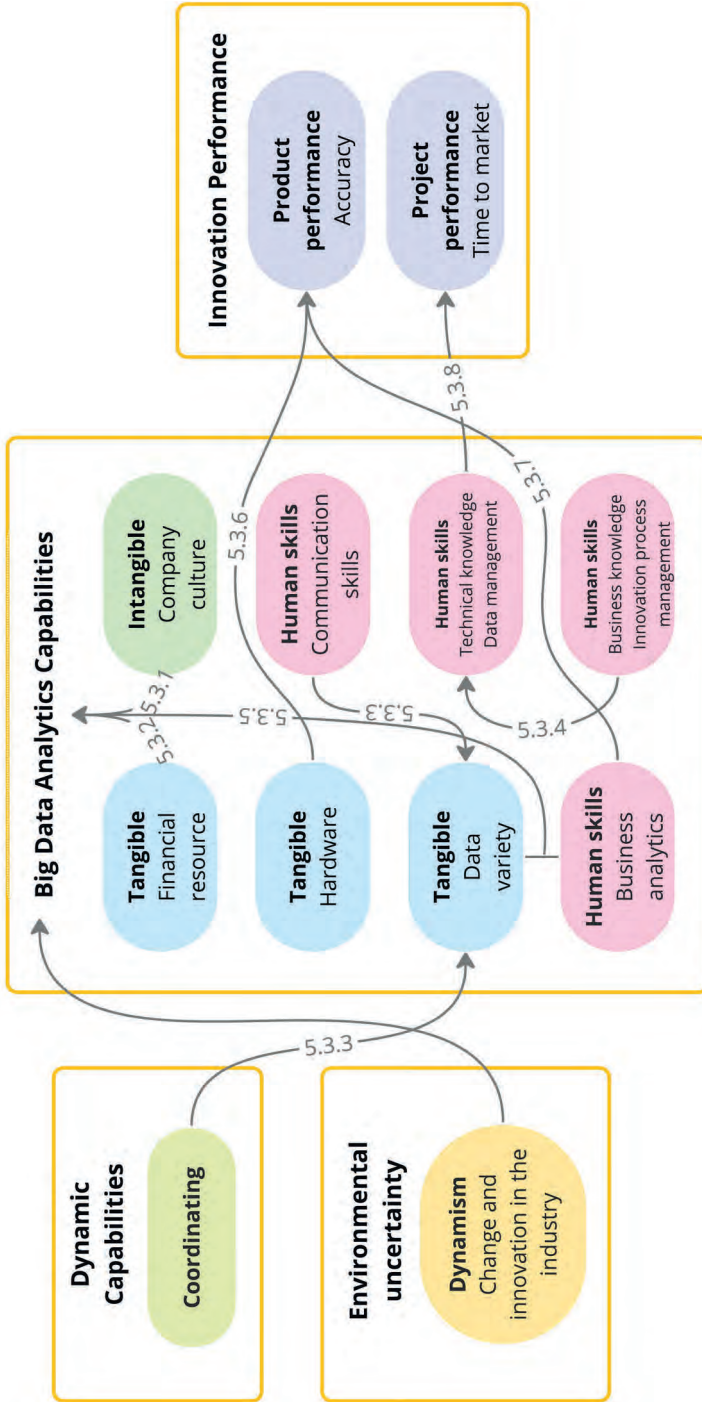 Dynamic
Capabilities
Coordinating
Environmental
uncertainty
Dynamism
Change and
innovation in the
industry
5.3.3
Big Data Analytics Capabilities
Tangible
Financial
resource
5.3.2
5.3.1
Intangible
Company
culture
Tangible
Hardware
5.3.5
5.3.6
Human skills
Communication
skills
Tangible
Data
variety
5.3.3
Human skills
Technical knowledge
Data management
5.3.8
Human skills
Business
analytics
5.3.4
Human skills
Business knowledge
Innovation process
management
5.3.7
Innovation Performance
Product
performance
Accuracy
Project
performance
Time to market